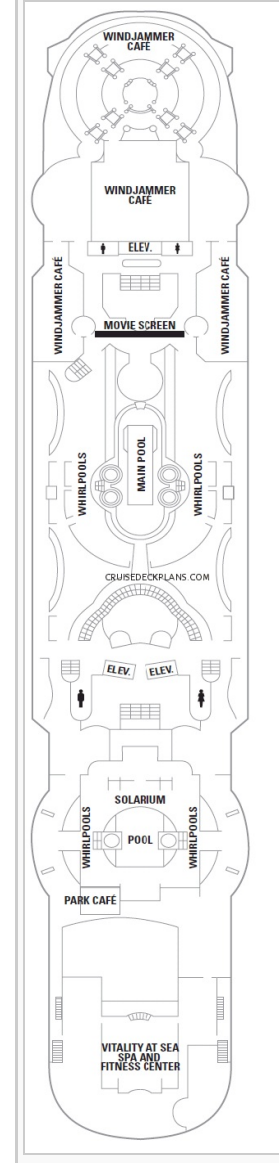 WINDJAMMER
CAFÉ
WINDJAMMER
CAFÉ
ELEV.
WINDJAMMER CAFÉ
WINDJAMMER CAFÉ
MOVIE SCREEN
WHIRLPOOLS
MAIN POOL
WHIRLPOOLS
CRUISEDECKPLANS.COM
ELEV.
ELEV.
SOLARIUM
WHIRLPOOLS
POOL
WHIRLPOOLS
PARK CAFÉ
VITALITY AT SEA
SPA AND
FITNESS CENTER